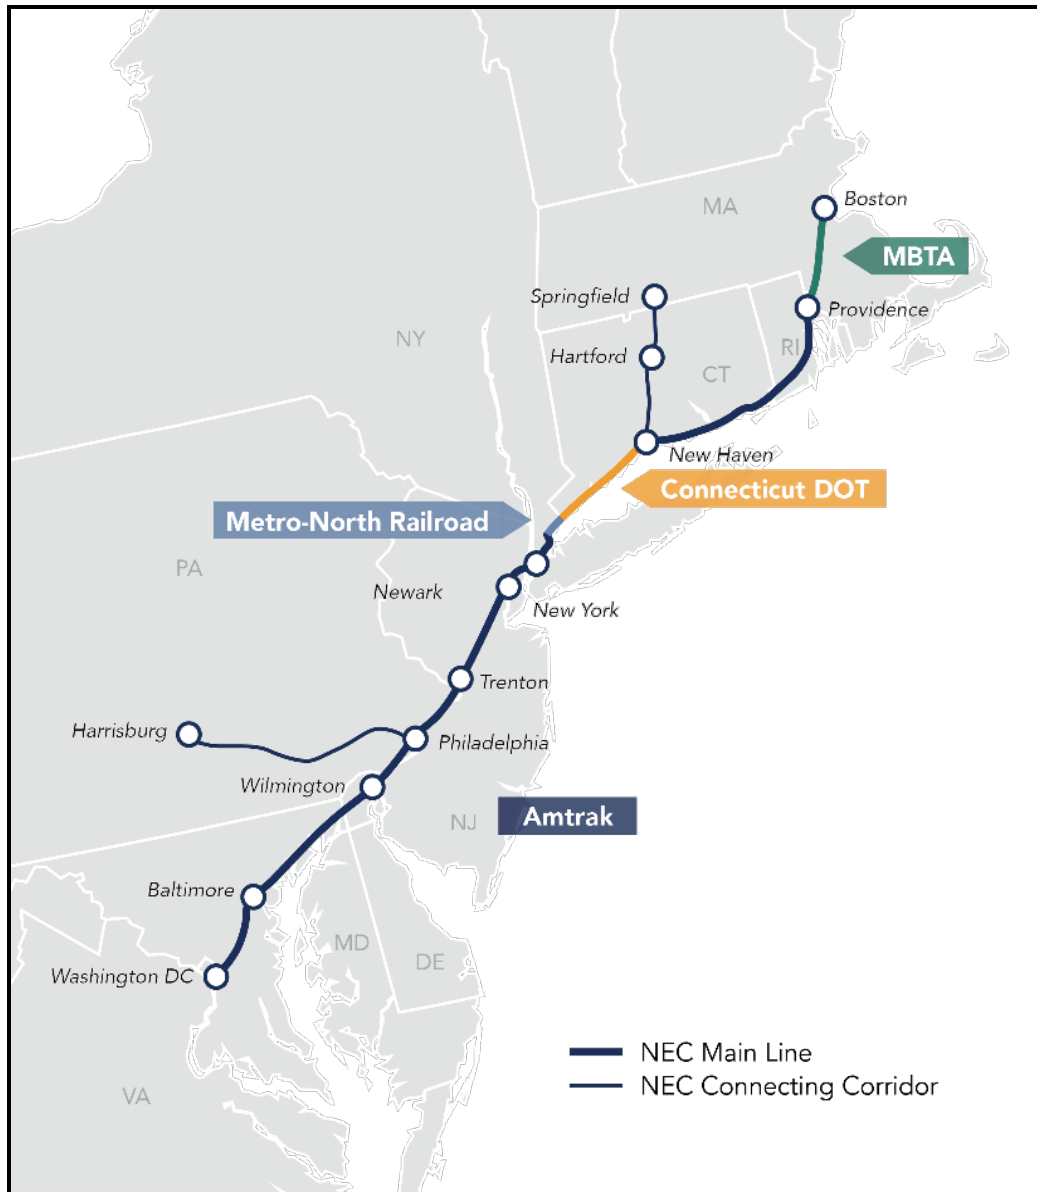 Boston
MA
MBTA
Springfield
Providence
NY
Hartford
RI
CT
New Haven
Connecticut DOT
Metro-North Railroad
PA
Newark
New York
Trenton
Harrisburg
Philadelphia
Wilmington
NJ
Amtrak
Baltimore
MD
DE
Washington DC
NEC Main Line
NEC Connecting Corridor
VA